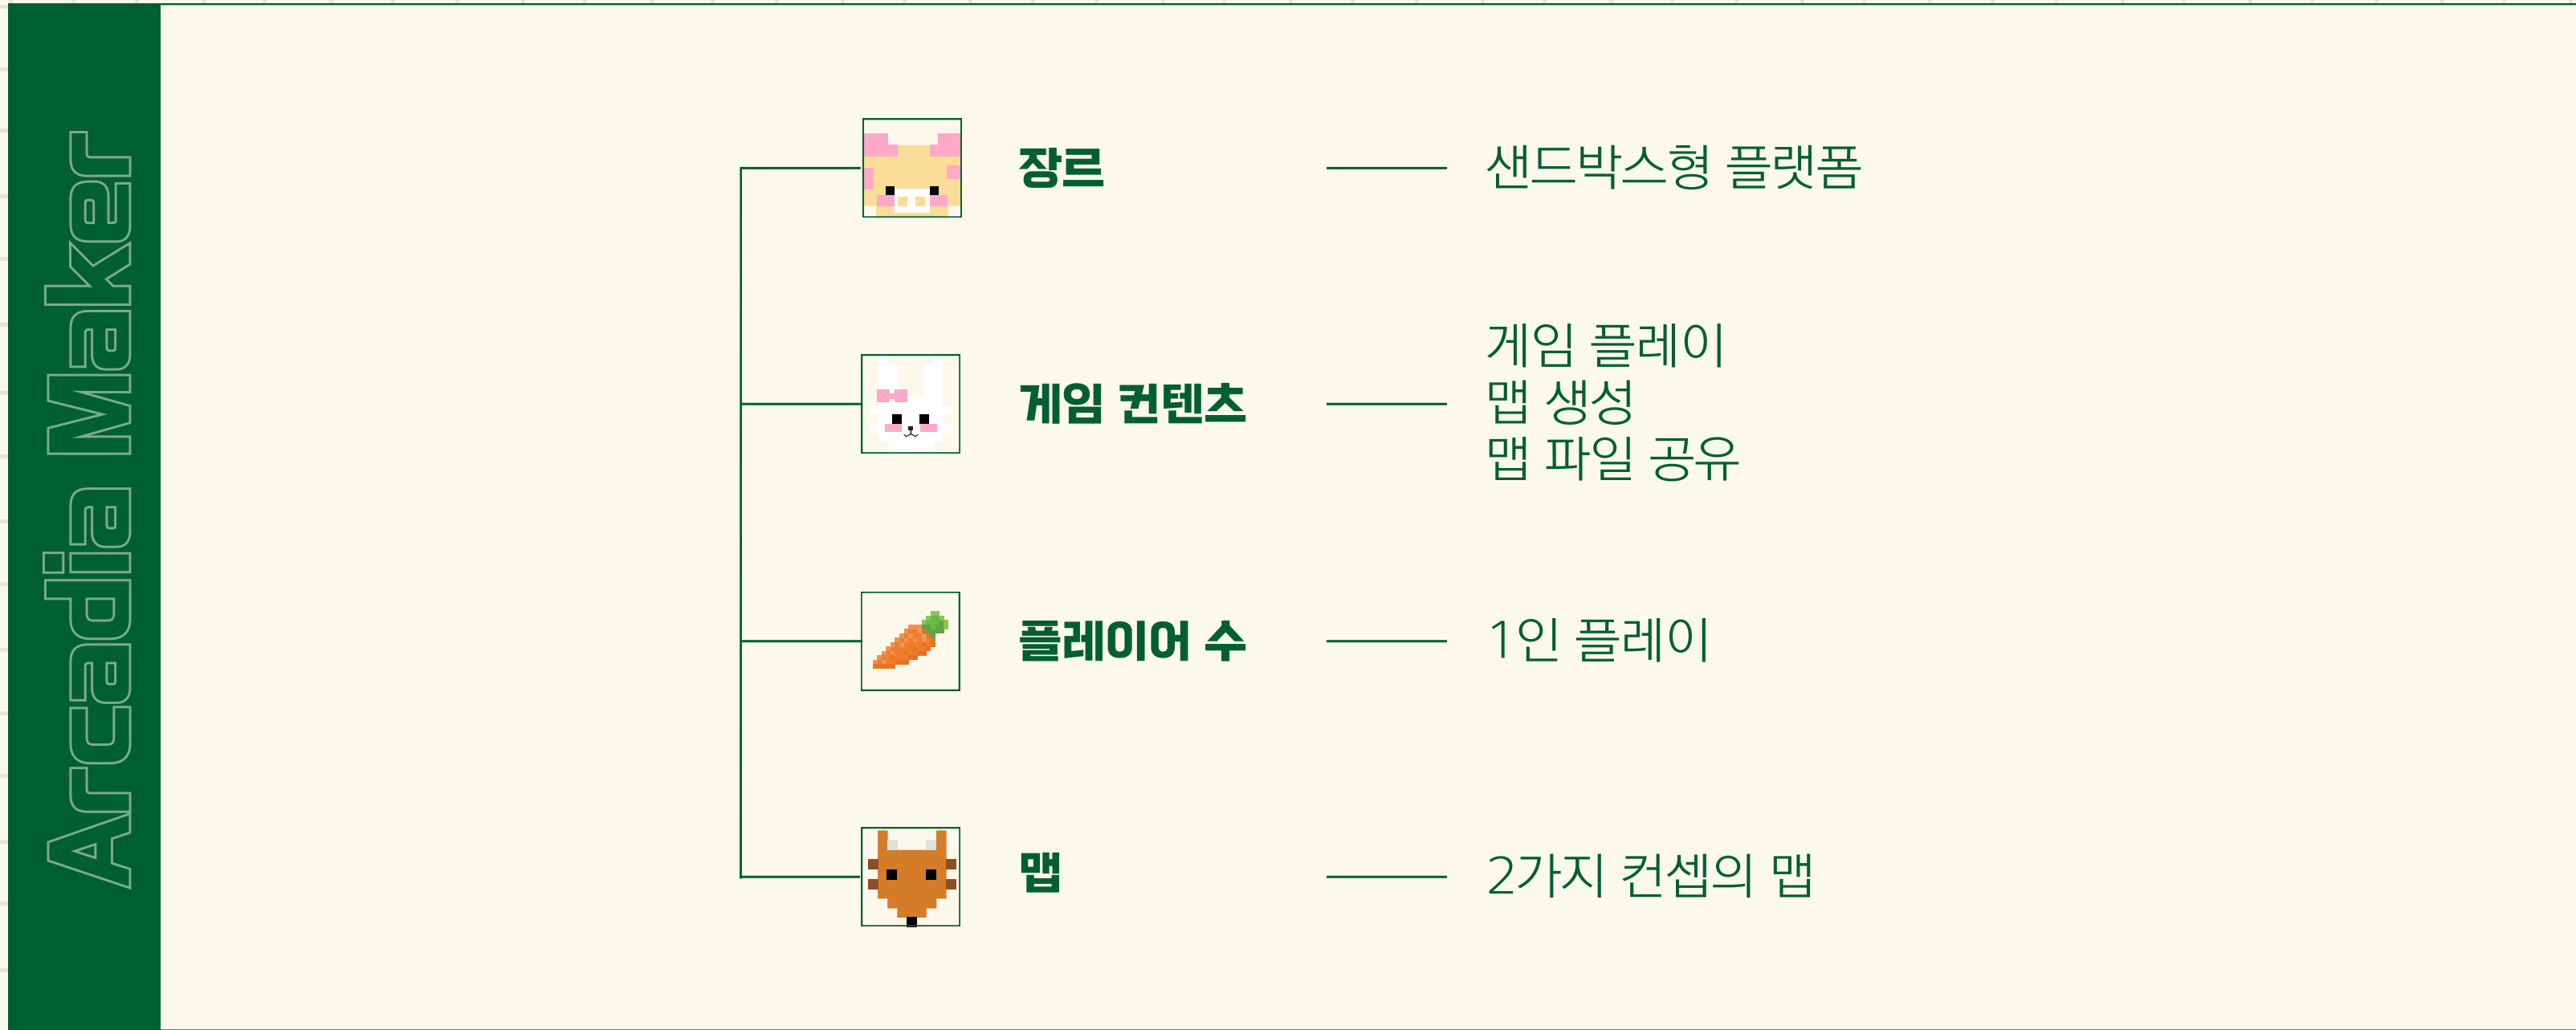 Arcadia Maker
장르
샌드박스형 플랫폼
게임 컨텐츠
게임 플레이
맵 생성
맵 파일 공유
플레이어 수
1인 플레이
맵
2가지 컨셉의 맵